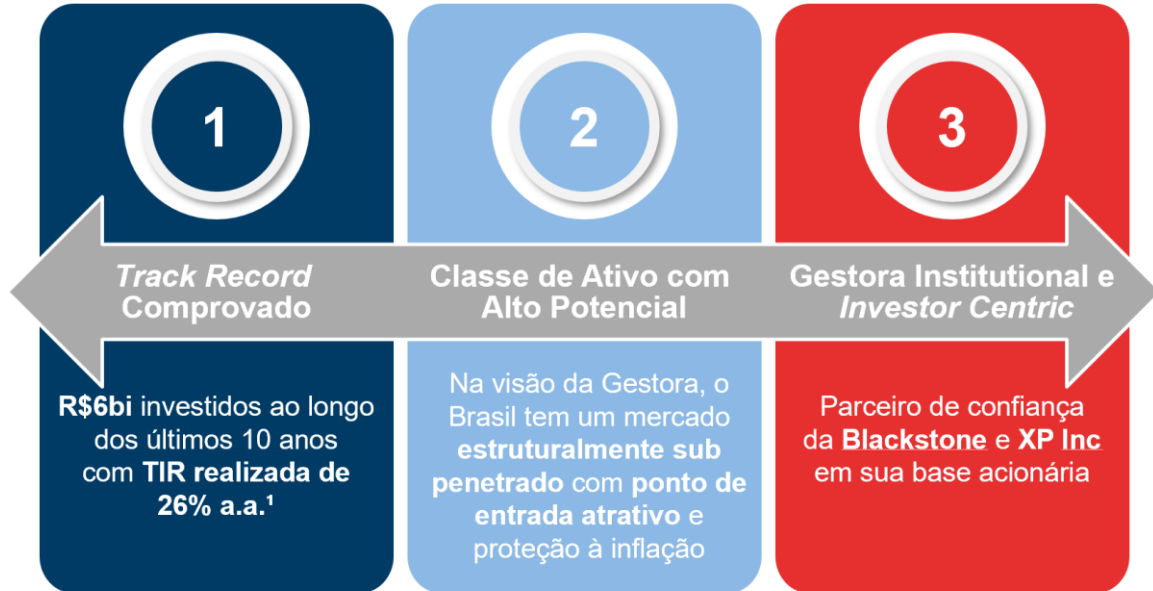 1
Track Record
Comprovado
R$6bi investidos ao longo
dos últimos 10 anos
com TIR realizada de
26% a.a.¹
2
Classe de Ativo com
Alto Potencial
Na visão da Gestora, o
Brasil tem um mercado
estruturalmente sub
penetrado com ponto de
entrada atrativo e
proteção à inflação
3
Gestora Institutional e
Investor Centric
Parceiro de confiança
da Blackstone e XP Inc
em sua base acionária